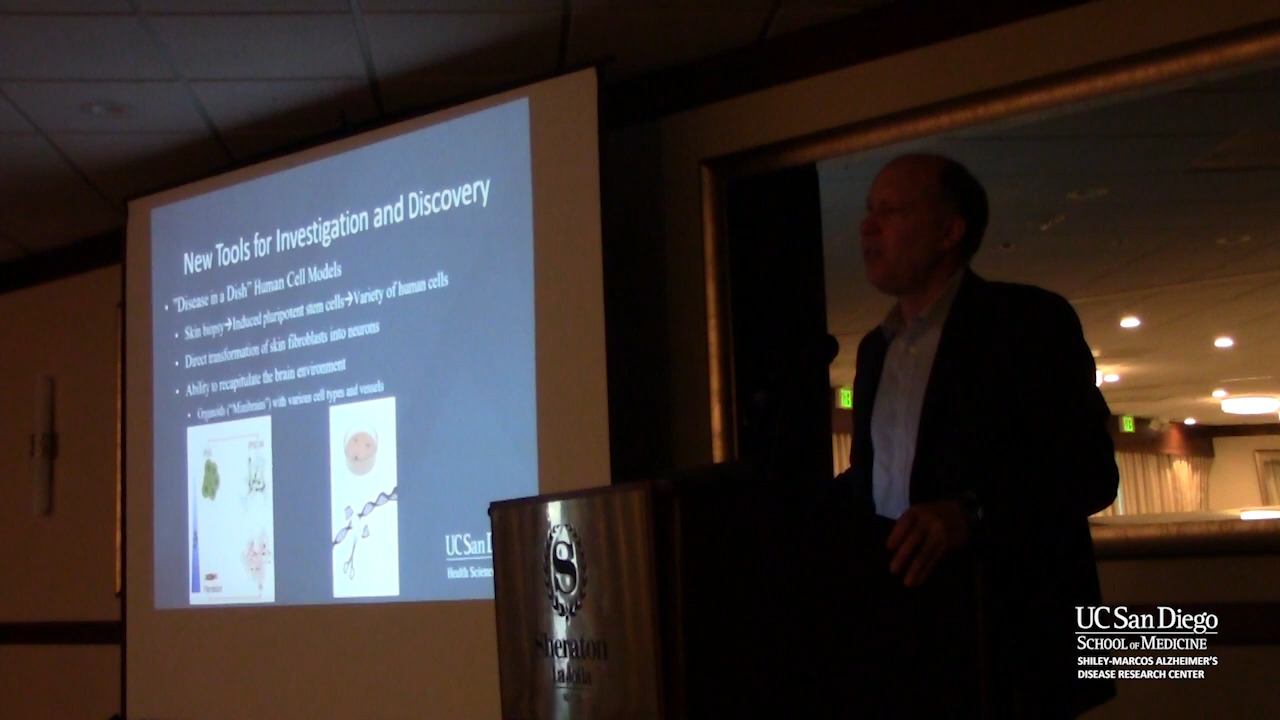 New Tools for Investigation and Discovery
• "Disease in a Dish" Human Cell Models
• Skin biopsy→Induced pluripotent stem cells→Variety of human cells
• Direct transformation of skin fibroblasts into neurons
• Ability to recapitulate the brain environment
• Organoids ("Minibrains") with various cell types and vessels
UC San
Health
S
Sheraton
La Jolla
UC San Diego
SCHOOL OF MEDICINE
SHILEY-MARCOS ALZHEIMER'S
DISEASE RESEARCH CENTER